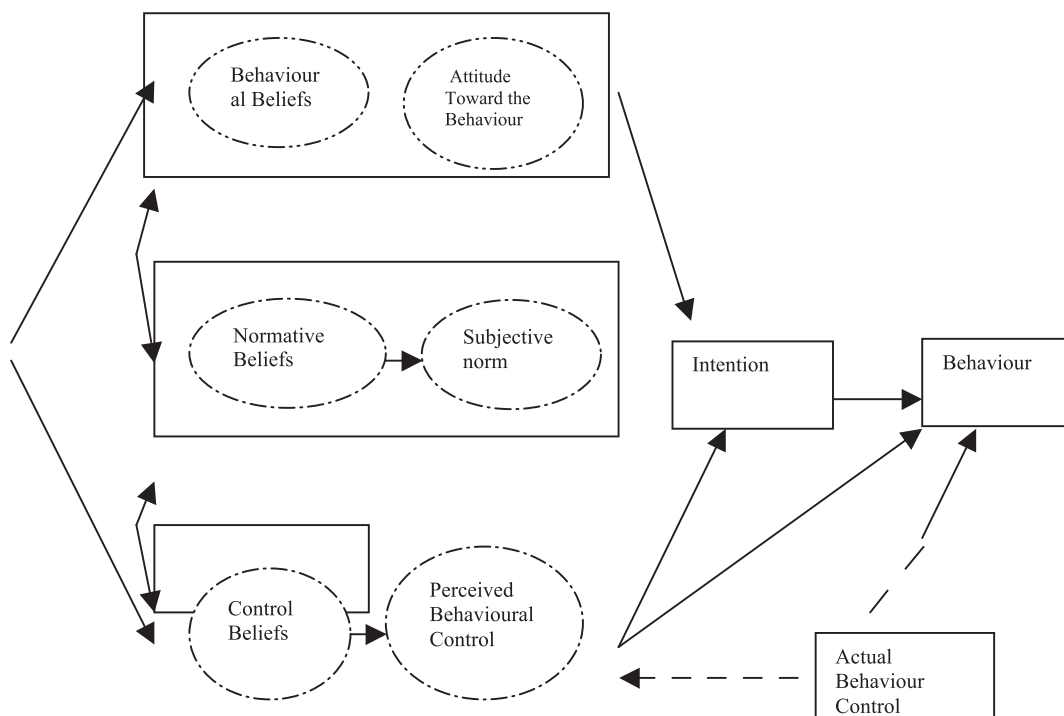 Behaviour
al Beliefs
Attitude
Toward the
Behaviour
Normative
Beliefs
Subjective
norm
Intention
Behaviour
Control
Beliefs
Perceived
Behavioural
Control
Actual
Behaviour
Control